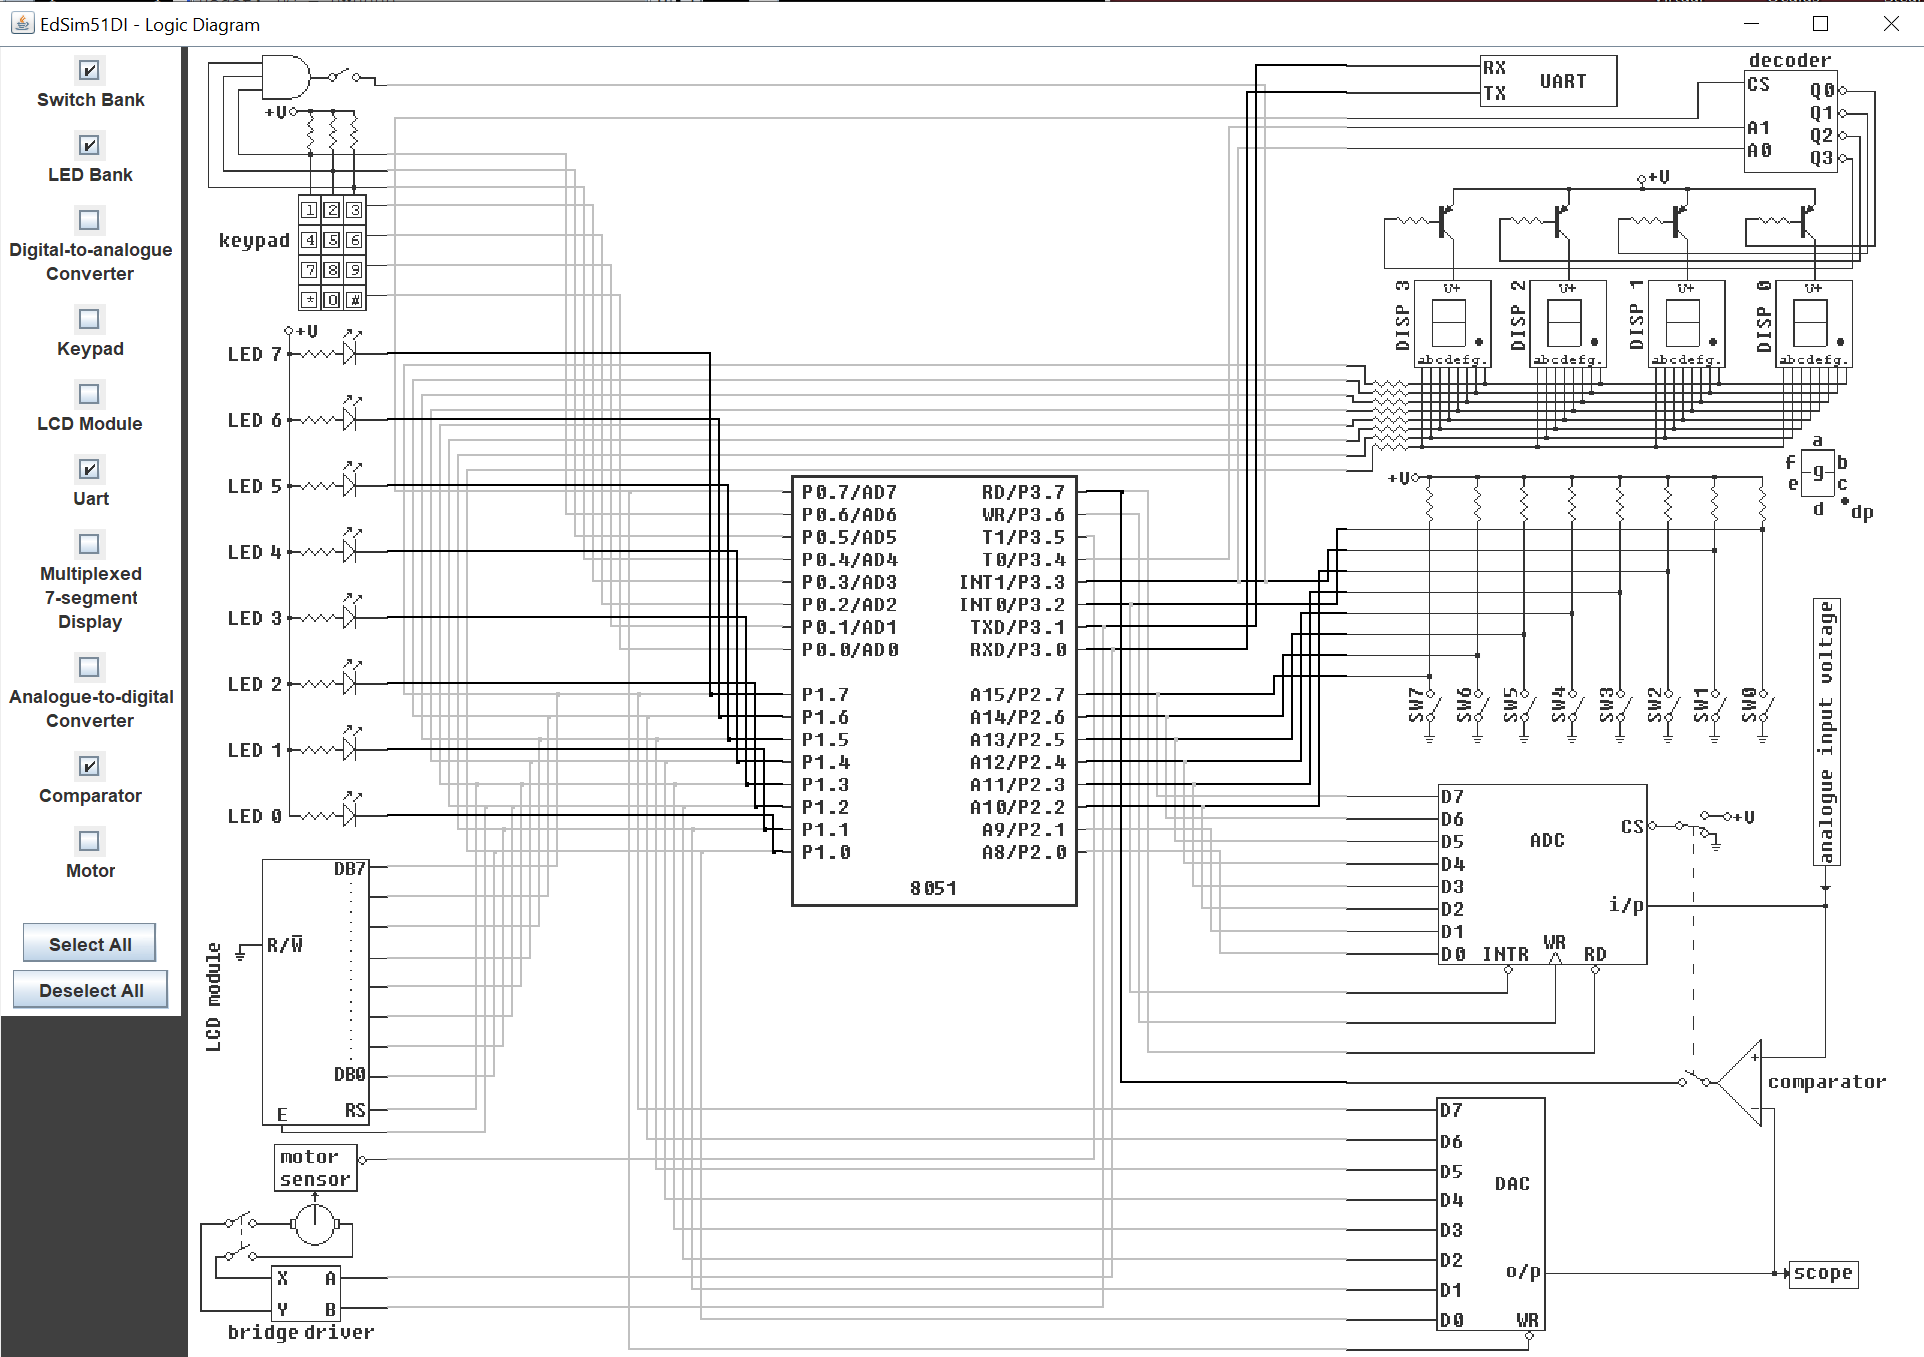 EdSim51DI - Logic Diagram
Switch Bank
LED Bank
Digital-to-analogue
Converter
Keypad
LCD Module
Uart
Multiplexed
7-segment
Display
Analogue-to-digital
Converter
Comparator
Motor
Select All
Deselect All
+V
keypad
1 2 3
4 5 6
7 8 9
* 0 #
+V
LED 7
LED 6
LED 5
LED 4
LED 3
LED 2
LED 1
LED 0
LCD module
R/W̅
DB7
DB0
RS
E
motor
sensor
X A
Y B
bridge driver
P0.7/AD7 RD/P3.7
P0.6/AD6 WR/P3.6
P0.5/AD5 T1/P3.5
P0.4/AD4 T0/P3.4
P0.3/AD3 INT1/P3.3
P0.2/AD2 INT0/P3.2
P0.1/AD1 TXD/P3.1
P0.0/AD0 RXD/P3.0
P1.7 A15/P2.7
P1.6 A14/P2.6
P1.5 A13/P2.5
P1.4 A12/P2.4
P1.3 A11/P2.3
P1.2 A10/P2.2
P1.1 A9/P2.1
P1.0 A8/P2.0
8051
RX
TX
UART
decoder
CS
A1
A0
Q0
Q1
Q2
Q3
+V
DISP 3
V+
abcdefg.
DISP 2
V+
abcdefg.
DISP 1
V+
abcdefg.
DISP 0
V+
abcdefg.
a
f b
g
e c
d
dp
+V
SW7 SW6 SW5 SW4 SW3 SW2 SW1 SW0
analogue input voltage
D7
D6
D5
D4
D3
D2
D1
D0
ADC
CS
+V
i/p
INTR WR RD
+
-
comparator
D7
D6
D5
D4
D3
D2
D1
D0
DAC
o/p
WR
scope